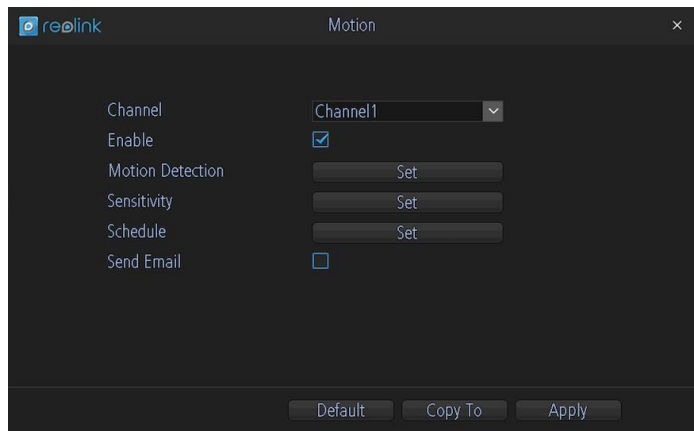 reolink
Motion
×
Channel
Channel1
Enable
Motion Detection
Set
Sensitivity
Set
Schedule
Set
Send Email
Default
Copy To
Apply